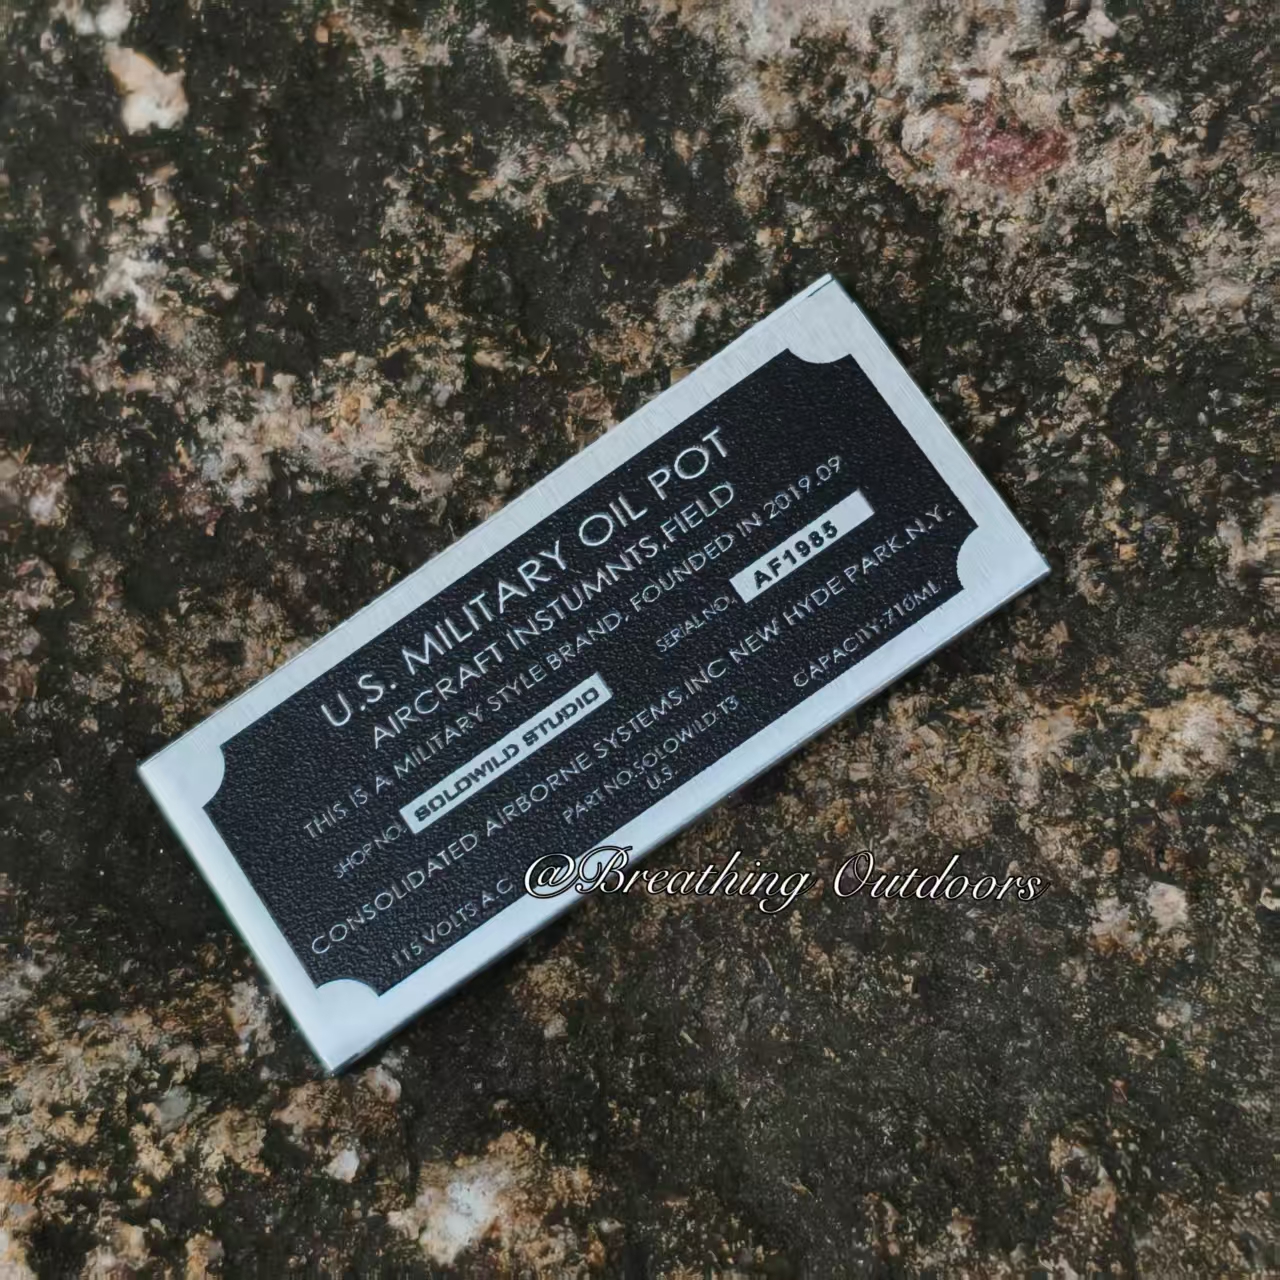 U.S. MILITARY OIL POT
AIRCRAFT INSTUMNTS.FIELD
THIS IS A MILITARY STYLE BRAND, FOUNDED IN 2019.09
SHOP NO. SOLOWILD STUDIO SERIAL NO. AF1985
CONSOLIDATED AIRBORNE SYSTEMS.INC NEW HYDE PARK.N.Y.
115 VOLTS A.C PART NO.SOLOWILD-T3 CAPACITY.710ML
U.S.
@Breathing Outdoors